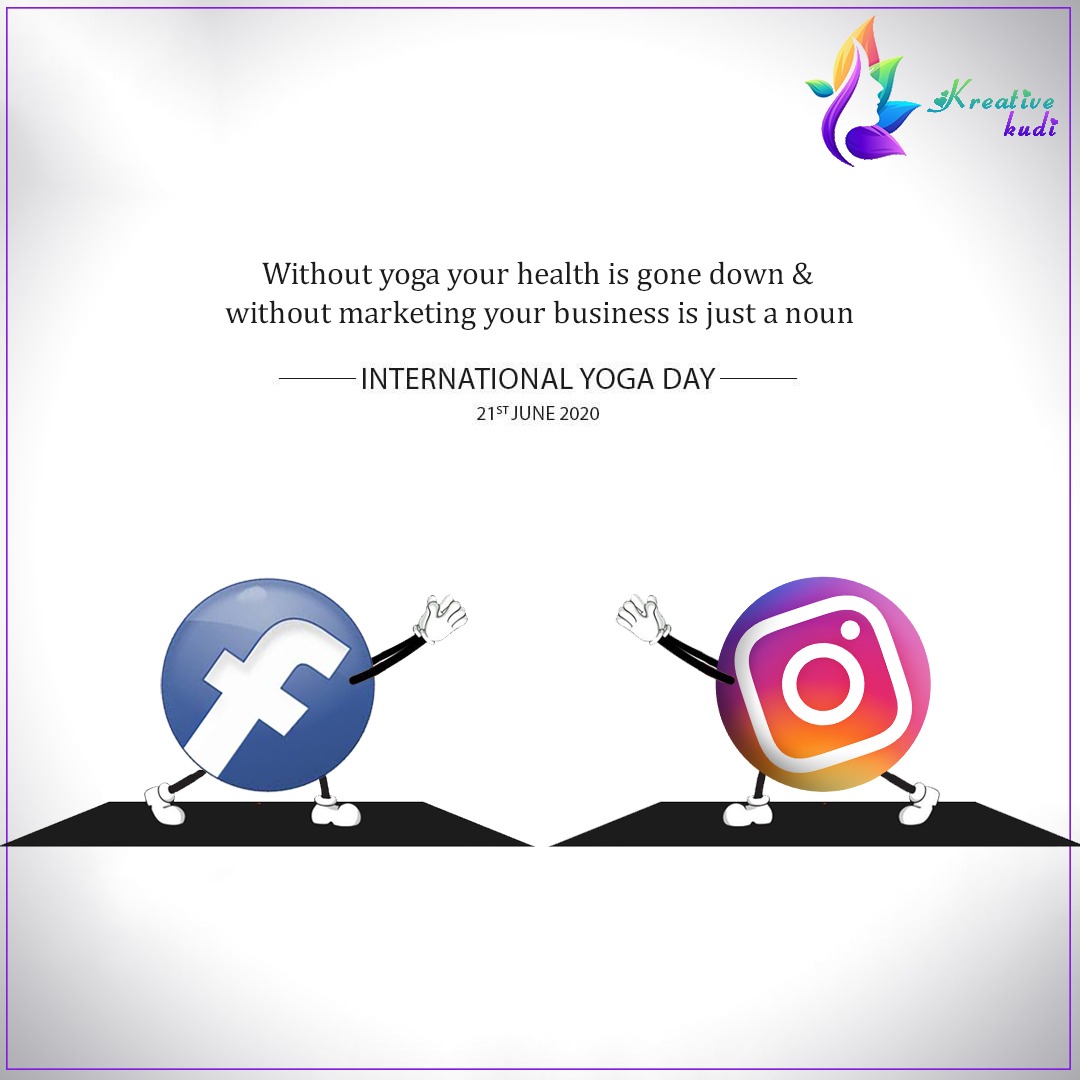 Kreative
kudi
Without yoga your health is gone down &
without marketing your business is just a noun
INTERNATIONAL YOGA DAY
21ST JUNE 2020
f